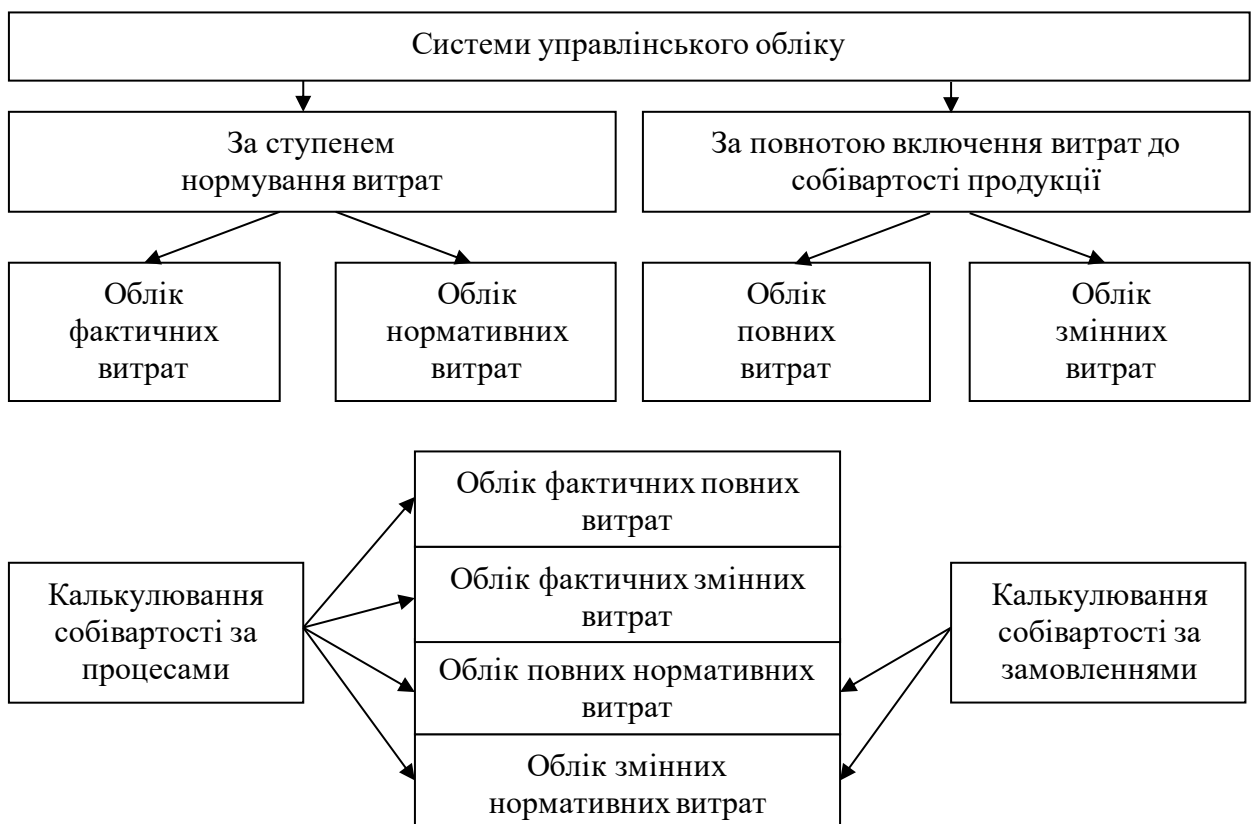 Системи управлінського обліку
За ступенем
нормування витрат
За повнотою включення витрат до
собівартості продукції
Облік
фактичних
витрат
Облік
нормативних
витрат
Облік
повних
витрат
Облік
змінних
витрат
Облік фактичних повних
витрат
Облік фактичних змінних
витрат
Облік повних нормативних
витрат
Облік змінних
нормативних витрат
Калькулювання
собівартості за
процесами
Калькулювання
собівартості за
замовленнями